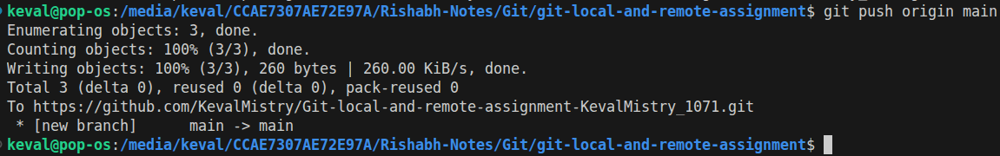 keval@pop-os:/media/keval/CCAE7307AE72E97A/Rishabh-Notes/Git/git-local-and-remote-assignment$ git push origin main
Enumerating objects: 3, done.
Counting objects: 100% (3/3), done.
Writing objects: 100% (3/3), 260 bytes | 260.00 KiB/s, done.
Total 3 (delta 0), reused 0 (delta 0), pack-reused 0
To https://github.com/KevalMistry/Git-local-and-remote-assignment-KevalMistry_1071.git
 * [new branch]      main -> main
keval@pop-os:/media/keval/CCAE7307AE72E97A/Rishabh-Notes/Git/git-local-and-remote-assignment$